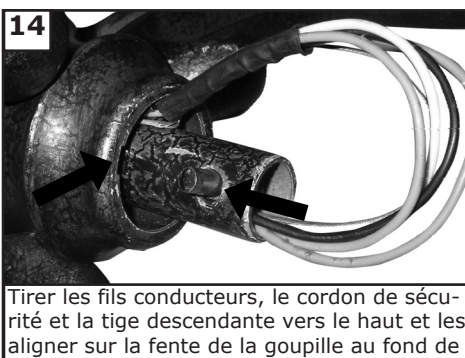 14
Tirer les fils conducteurs, le cordon de sécu-
rité et la tige descendante vers le haut et les
aligner sur la fente de la goupille au fond de